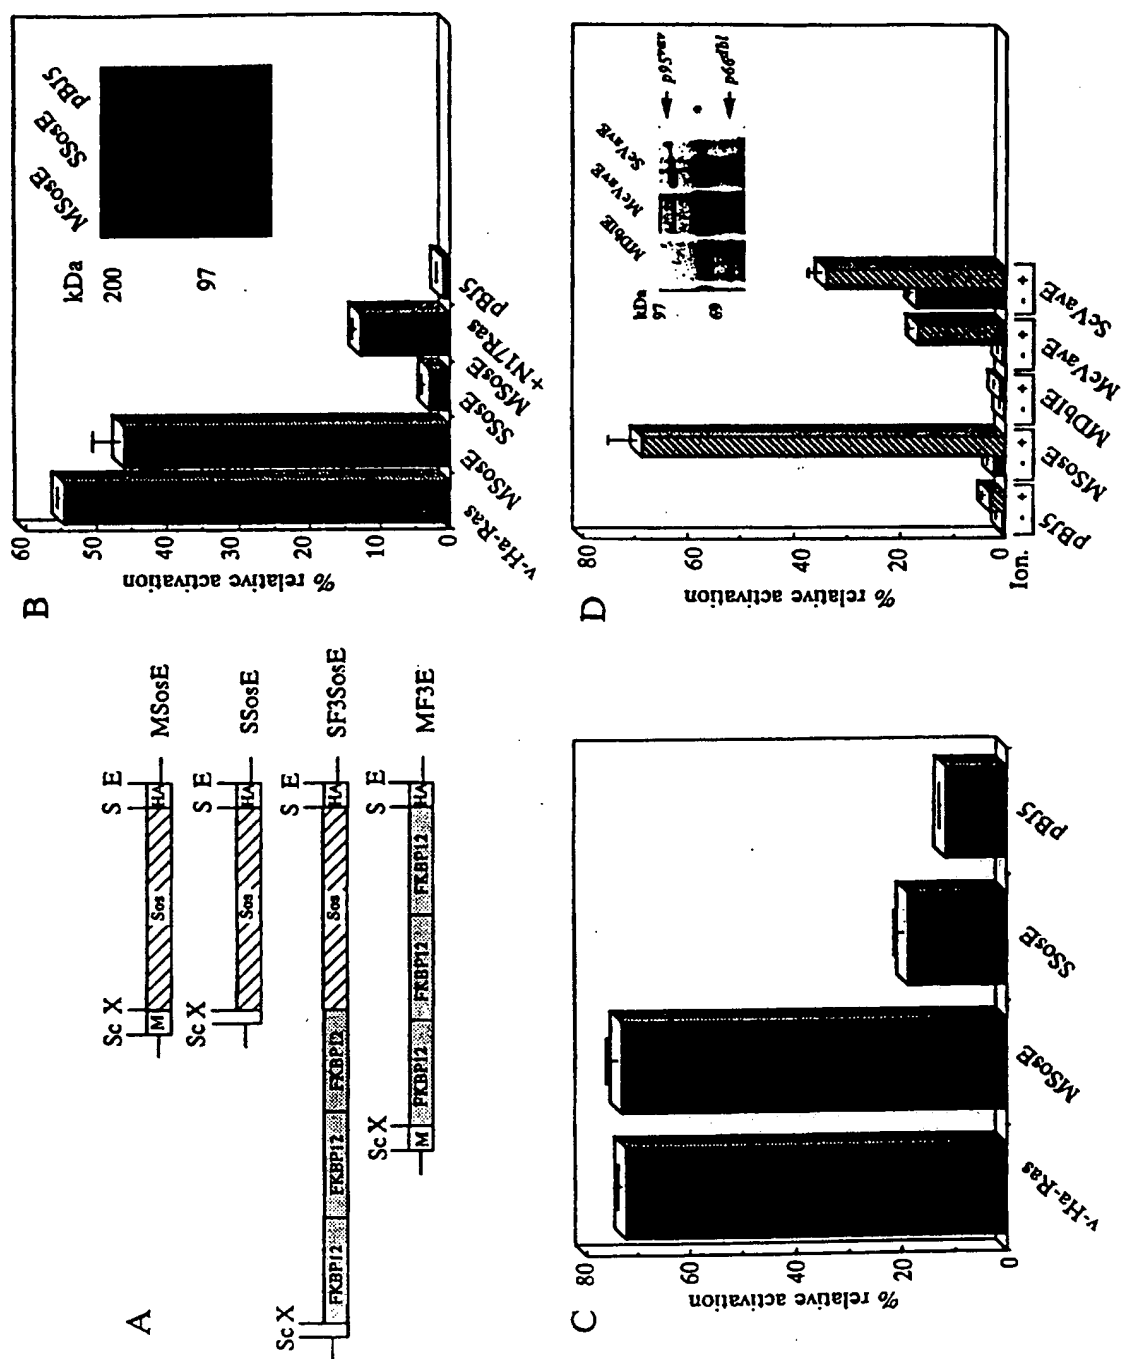 A
Sc X S E
M Sos HA MSosE
Sc X S E
Sos HA SSosE
Sc X S E
FKBP12 FKBP12 FKBP12 Sos HA SF3SosE
Sc X S E
M FKBP12 FKBP12 FKBP12 HA MF3E
B
% relative activation
60
50
40
30
20
10
0
v-Ha-Ras
MSosE
SSosE
MSosE
+N17Ras
pBJ5
kDa
200
97
MSosE
SSosE
pBJ5
C
% relative activation
80
60
40
20
0
v-Ha-Ras
MSosE
SSosE
pBJ5
D
% relative activation
80
60
40
20
0
Ion. - + - + - + - + - +
pBJ5
MSosE
MDblE
McVavE
ScVavE
kDa
97
69
MDblE
McVavE
ScVavE
p95vav
*
p66dbl